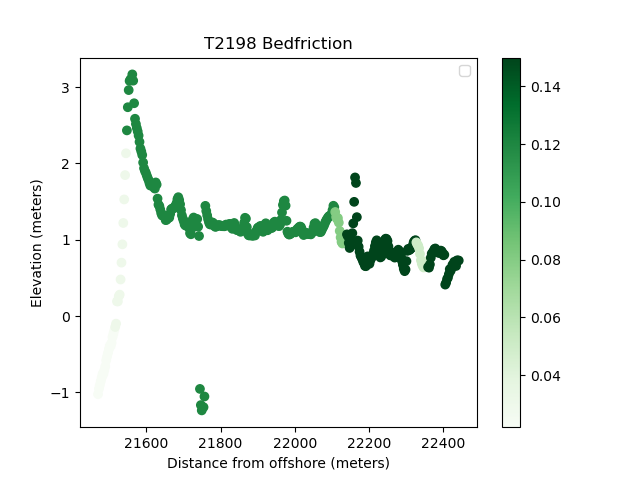 T2198 Bedfriction
Elevation (meters)
3
2
1
0
−1
21600 21800 22000 22200 22400
Distance from offshore (meters)
0.14
0.12
0.10
0.08
0.06
0.04